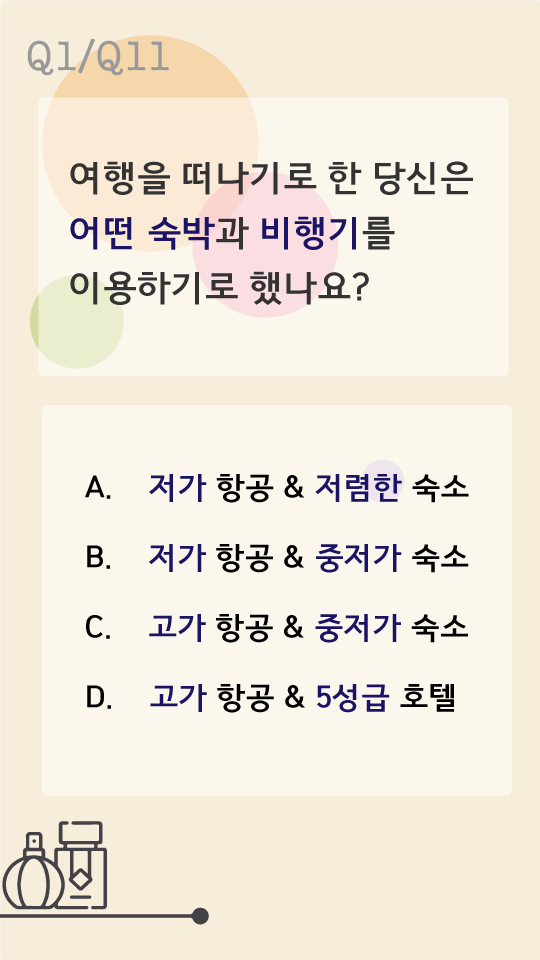 Q1/Q11
여행을 떠나기로 한 당신은
어떤 숙박과 비행기를
이용하기로 했나요?
A. 저가 항공 & 저렴한 숙소
B. 저가 항공 & 중저가 숙소
C. 고가 항공 & 중저가 숙소
D. 고가 항공 & 5성급 호텔